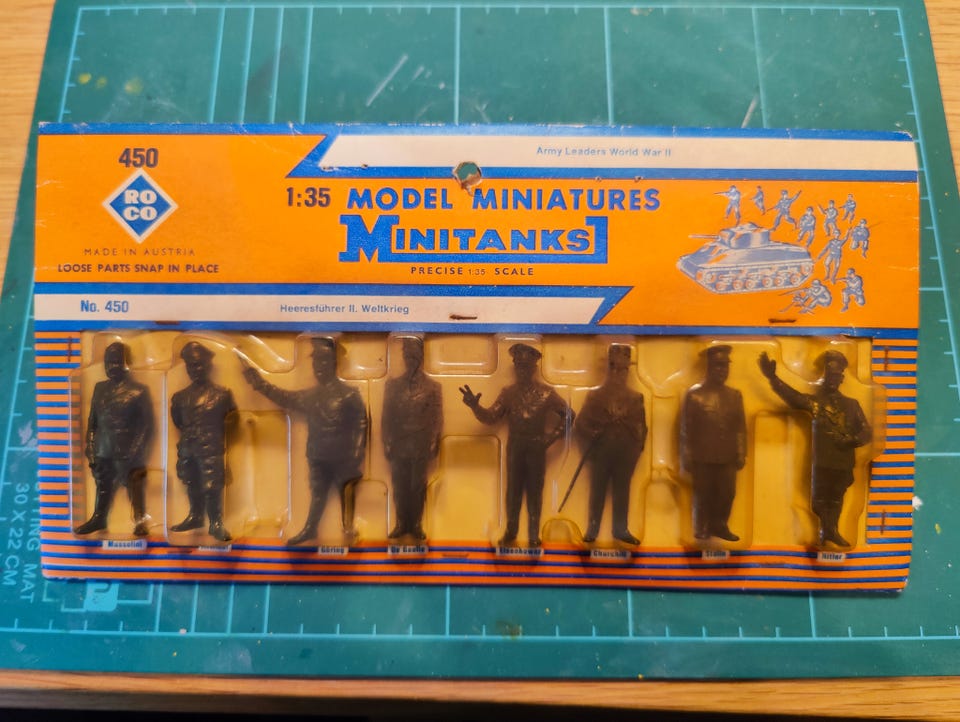 Army Leaders World War II
450
RO
CO
MADE IN AUSTRIA
LOOSE PARTS SNAP IN PLACE
1:35 MODEL MINIATURES
MINITANKS
PRECISE 1:35 SCALE
No. 450
Heeresführer II. Weltkrieg
Mussolini
Göring
De Gaulle
Eisenhower
Churchill
Stalin
Hitler
CUTTING MAT
30 X 22 CM